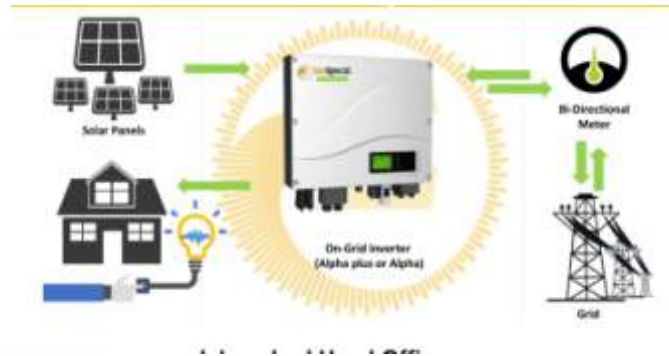 Solar Panels
Bi-Directional
Meter
On-Grid Inverter
(Alpha plus or Alpha)
Grid